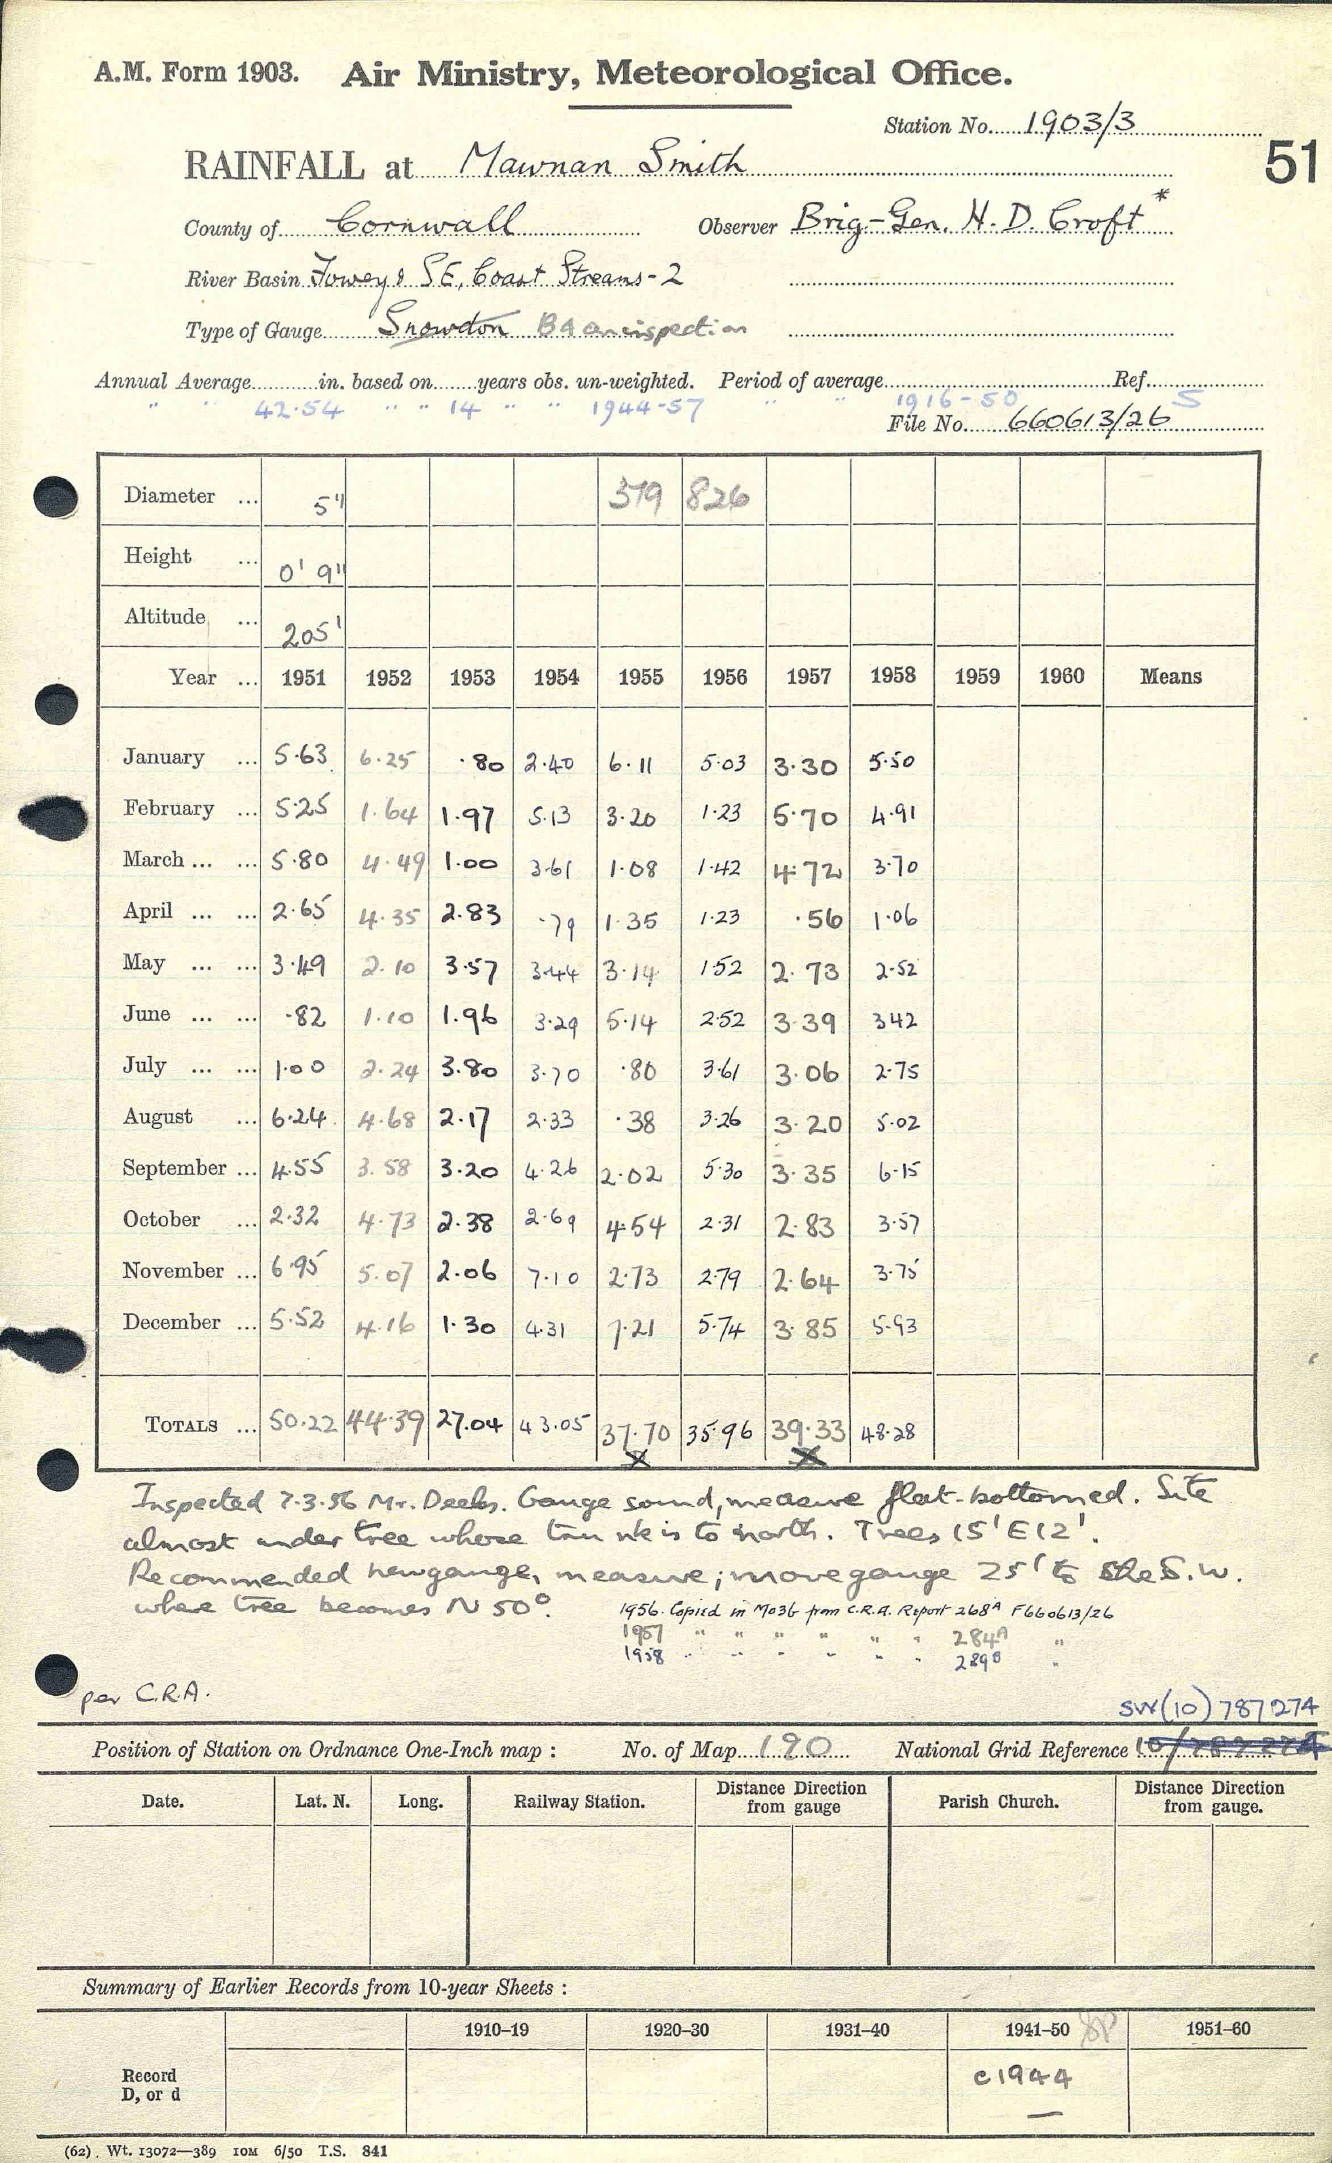 A.M. Form 1903. Air Ministry, Meteorological Office.
Station No. 1903/3
51
RAINFALL at Mawnan Smith
County of Cornwall Observer Brig-Gen. H. D. Croft *
River Basin Fowey & SE, Coast Streams-2
Type of Gauge Snowdon B4 on inspection
Annual Average in. based on years obs. un-weighted. Period of average Ref.
" " 42.54 " " 14 " " 1944-57 " " 1916-50 S
File No. 660613/26
Diameter ... 5" 379 826
Height ... 0' 9"
Altitude ... 205'
Year ... 1951 1952 1953 1954 1955 1956 1957 1958 1959 1960 Means
January ... 5.63 6.25 .80 2.40 6.11 5.03 3.30 5.50
February ... 5.25 1.64 1.97 5.13 3.20 1.23 5.70 4.91
March ... ... 5.80 4.49 1.00 3.61 1.08 1.42 4.72 3.70
April ... ... 2.65 4.35 2.83 .79 1.35 1.23 .56 1.06
May ... ... 3.49 2.10 3.57 3.44 3.14 1.52 2.73 2.52
June ... ... .82 1.10 1.96 3.29 5.14 2.52 3.39 3.42
July ... ... 1.00 2.24 3.80 3.70 .80 3.61 3.06 2.75
August ... 6.24 4.68 2.17 2.33 .38 3.26 3.20 5.02
September ... 4.55 3.58 3.20 4.26 2.02 5.30 3.35 6.15
October ... 2.32 4.73 2.38 2.69 4.54 2.31 2.83 3.57
November ... 6.95 5.07 2.06 7.10 2.73 2.79 2.64 3.75
December ... 5.52 4.16 1.30 4.31 7.21 5.74 3.85 5.93
TOTALS ... 50.22 44.39 27.04 43.05 37.70 35.96 39.33 48.28
X X
Inspected 7.3.56 Mr. Deeks. Gauge sound, measure flat-bottomed. Site
almost under tree whose trunk is to north. Trees 15' E12'.
Recommended new gauge, measure; move gauge 25' to the S.W.
where tree becomes N 50°.
1956. Copied in Mo3b from C.R.A. Report 268A F660613/26
1957 " " " " " " 284A "
1958 " " " " " " 289B "
per C.R.A.
SW(10)787274
Position of Station on Ordnance One-Inch map : No. of Map 190 National Grid Reference 10/787274
Date. Lat. N. Long. Railway Station. Distance Direction from gauge Parish Church. Distance Direction from gauge.
Summary of Earlier Records from 10-year Sheets :
1910–19 1920–30 1931–40 1941–50 1951–60
Record
D, or d
c1944
(62). Wt. 13072—389 10M 6/50 T.S. 841